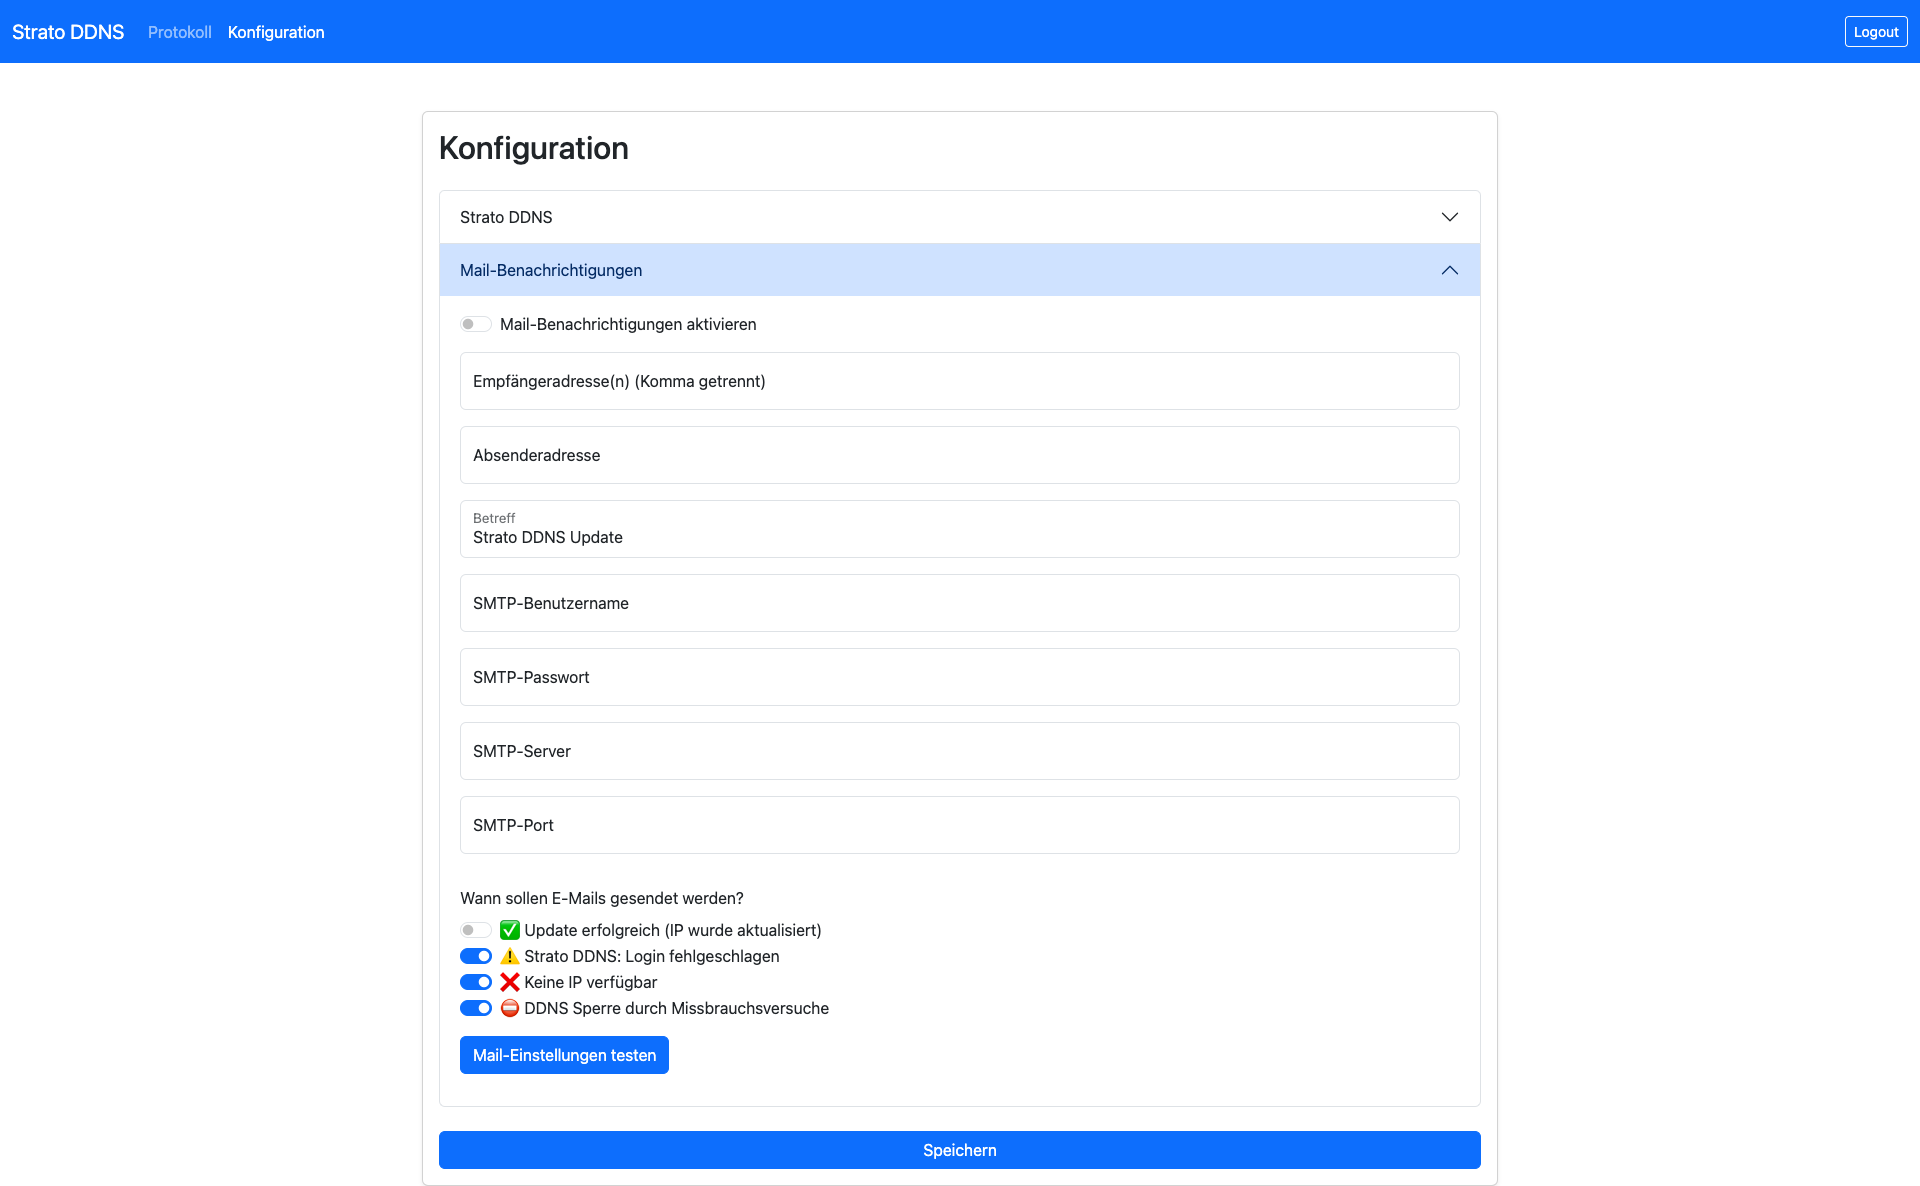 Strato DDNS Protokoll Konfiguration Logout
Konfiguration
Strato DDNS
Mail-Benachrichtigungen
Mail-Benachrichtigungen aktivieren
Empfängeradresse(n) (Komma getrennt)
Absenderadresse
Betreff
Strato DDNS Update
SMTP-Benutzername
SMTP-Passwort
SMTP-Server
SMTP-Port
Wann sollen E-Mails gesendet werden?
✅ Update erfolgreich (IP wurde aktualisiert)
⚠️ Strato DDNS: Login fehlgeschlagen
❌ Keine IP verfügbar
⛔ DDNS Sperre durch Missbrauchsversuche
Mail-Einstellungen testen
Speichern